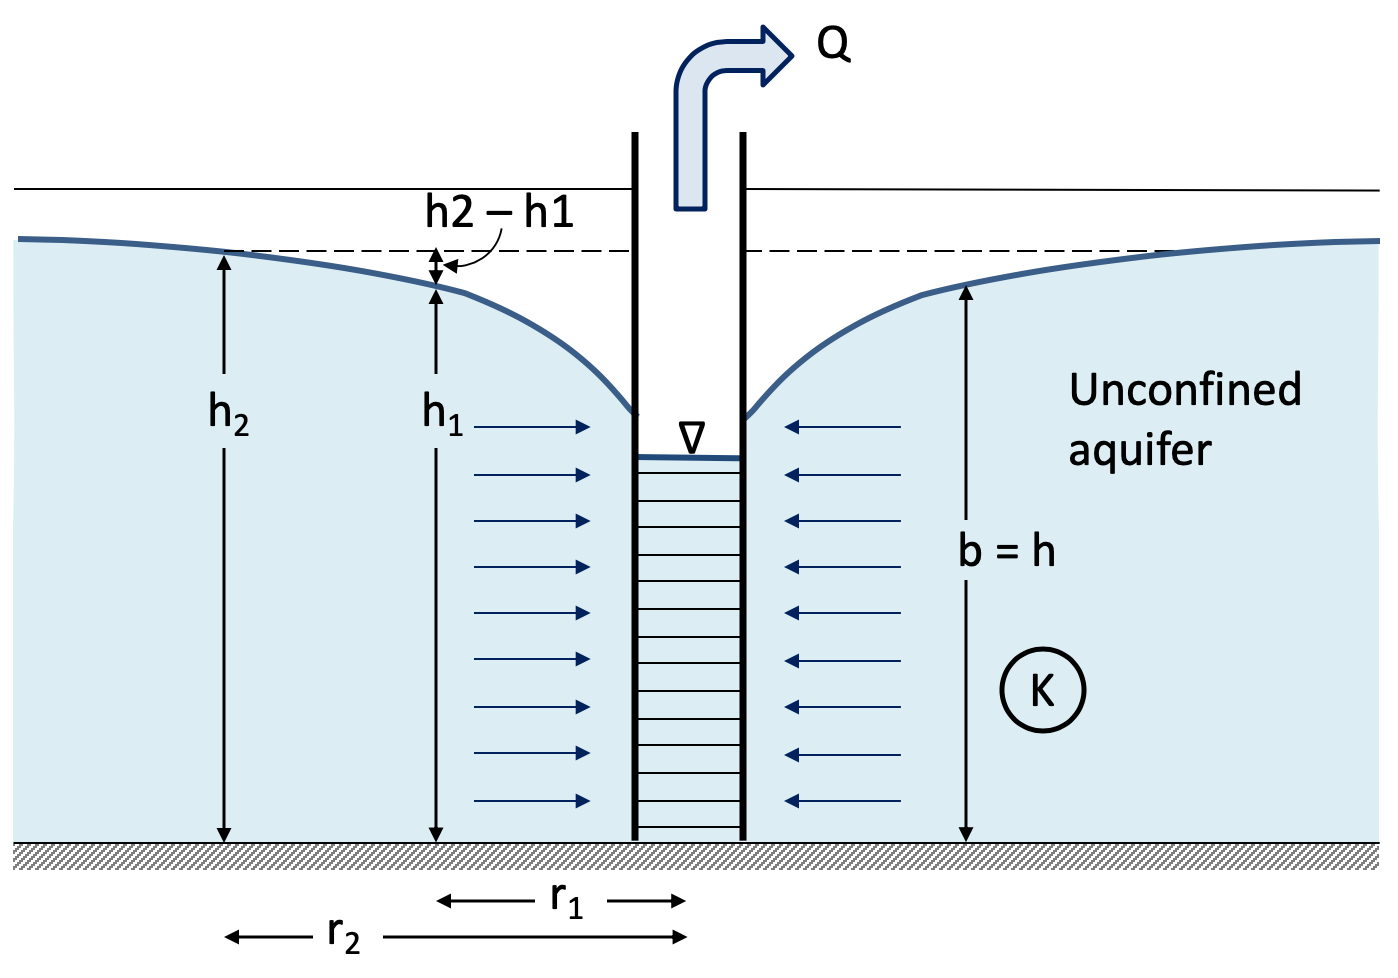 Q
h2 – h1
h₂
h₁
Unconfined
aquifer
b = h
K
r₁
r₂